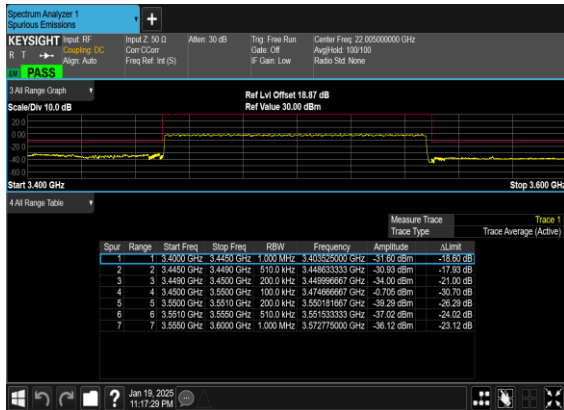 Spectrum Analyzer 1
Spurious Emissions
+
KEYSIGHT Input: RF Input Z: 50 Ω Atten: 30 dB Trig: Free Run Center Freq: 22.005000000 GHz
R T Coupling: DC Corr CCorr Gate: Off Avg|Hold: 100/100
Align: Auto Freq Ref: Int (S) IF Gain: Low Radio Std: None
PASS
3 All Range Graph
Ref Lvl Offset 18.87 dB
Scale/Div 10.0 dB Ref Value 30.00 dBm
20.0
0.00
-20.0
-40.0
-60.0
Start 3.400 GHz Stop 3.600 GHz
4 All Range Table
Measure Trace Trace 1
Trace Type Trace Average (Active)
Spur Range Start Freq Stop Freq RBW Frequency Amplitude ΔLimit
1 1 3.4000 GHz 3.4450 GHz 1.000 MHz 3.403525000 GHz -31.60 dBm -18.60 dB
2 2 3.4450 GHz 3.4490 GHz 510.0 kHz 3.448633333 GHz -30.93 dBm -17.93 dB
3 3 3.4490 GHz 3.4500 GHz 200.0 kHz 3.449996667 GHz -34.00 dBm -21.00 dB
4 4 3.4500 GHz 3.5500 GHz 100.0 kHz 3.474666667 GHz -0.705 dBm -30.70 dB
5 5 3.5500 GHz 3.5510 GHz 200.0 kHz 3.550181667 GHz -39.29 dBm -26.29 dB
6 6 3.5510 GHz 3.5550 GHz 510.0 kHz 3.551533333 GHz -37.02 dBm -24.02 dB
7 7 3.5550 GHz 3.6000 GHz 1.000 MHz 3.572775000 GHz -36.12 dBm -23.12 dB
?
Jan 19, 2025
11:17:29 PM